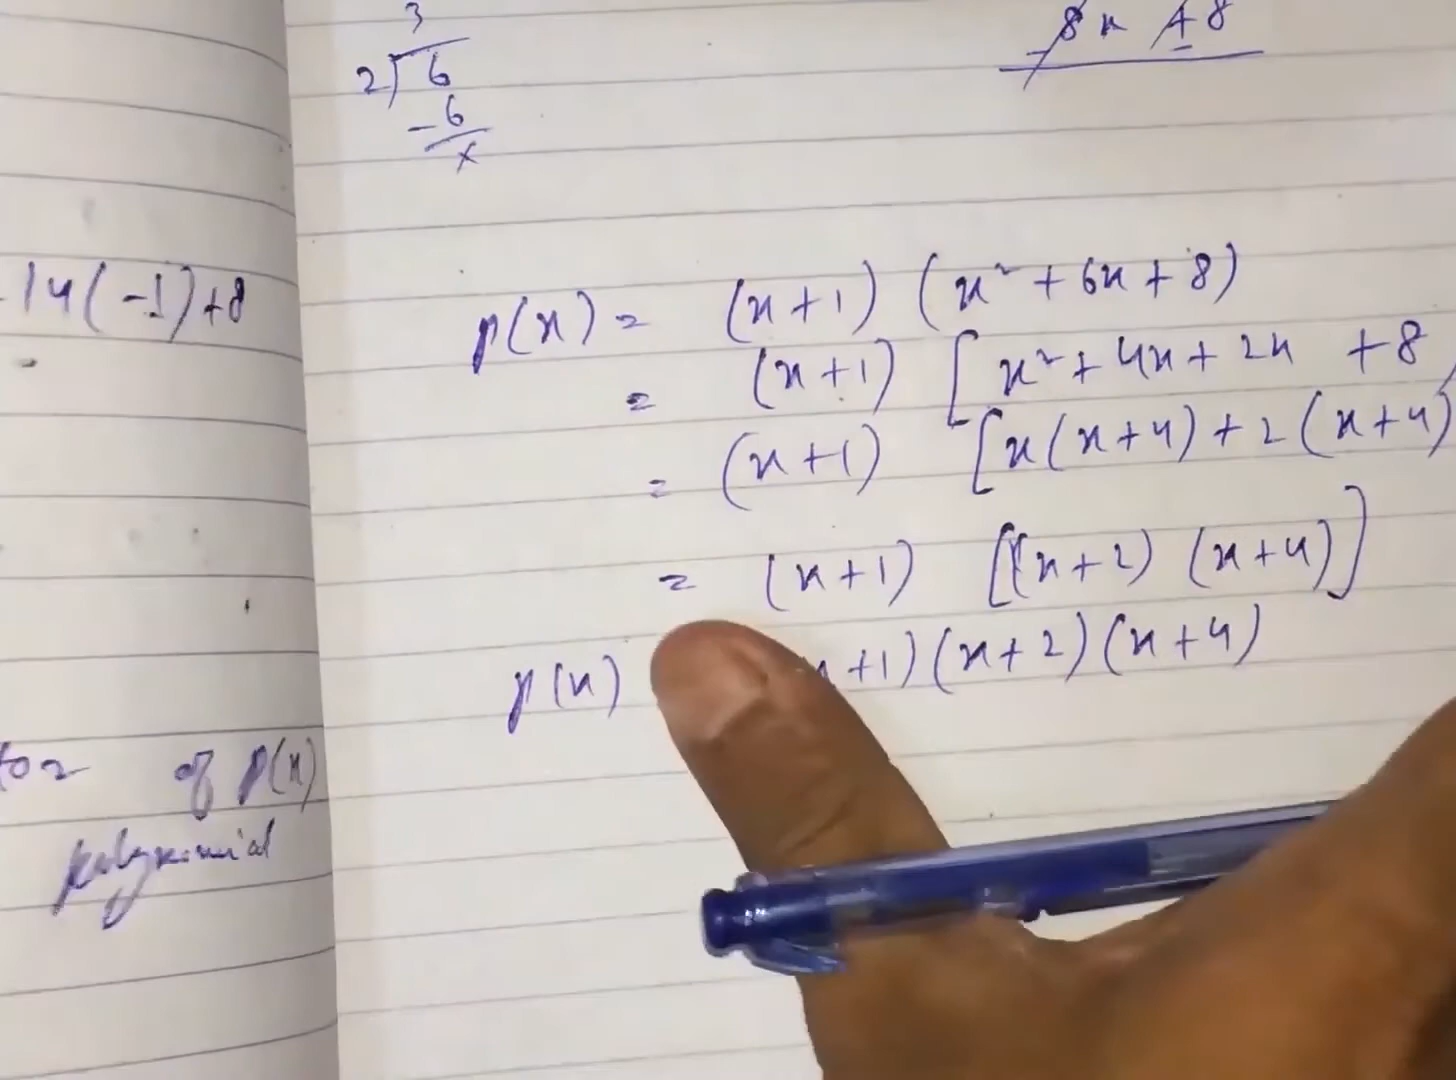 14(-1)+8
of p(x)
polynomial
3
2)6
-6
x
8x+8
p(x) = (x+1) (x²+6x+8)
= (x+1) [x²+4x+2x +8
= (x+1) [x(x+4)+2(x+4)
= (x+1) [(x+2) (x+4)]
p(x) x+1)(x+2)(x+4)